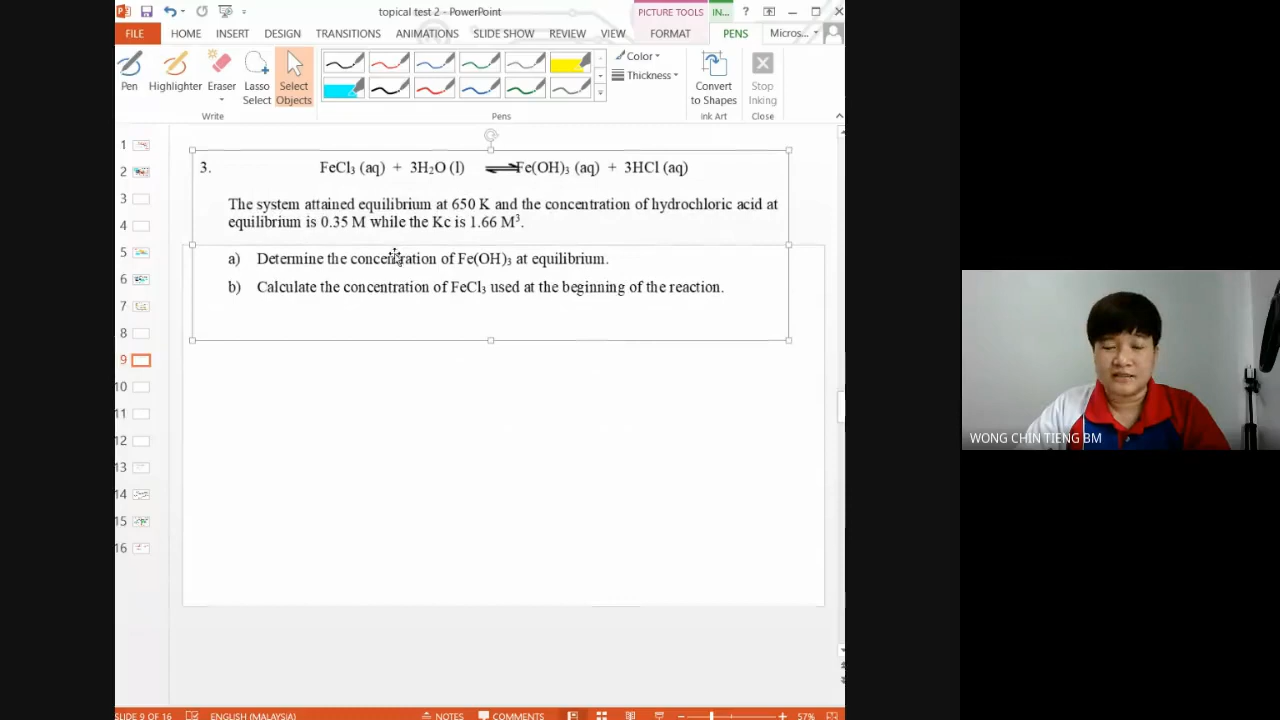 topical test 2 - PowerPoint
PICTURE TOOLS
IN...
?
FILE
HOME
INSERT
DESIGN
TRANSITIONS
ANIMATIONS
SLIDE SHOW
REVIEW
VIEW
FORMAT
PENS
Micros...
Pen
Highlighter
Eraser
Lasso Select
Select Objects
Color
Thickness
Convert to Shapes
Stop Inking
Write
Pens
Ink Art
Close
1
2
3
4
5
6
7
8
9
10
11
12
13
14
15
16
3. FeCl₃ (aq) + 3H₂O (l) ⇌ Fe(OH)₃ (aq) + 3HCl (aq)
The system attained equilibrium at 650 K and the concentration of hydrochloric acid at
equilibrium is 0.35 M while the Kc is 1.66 M³.
a) Determine the concentration of Fe(OH)₃ at equilibrium.
b) Calculate the concentration of FeCl₃ used at the beginning of the reaction.
WONG CHIN TIENG BM
SLIDE 9 OF 16
ENGLISH (MALAYSIA)
NOTES
COMMENTS
57%